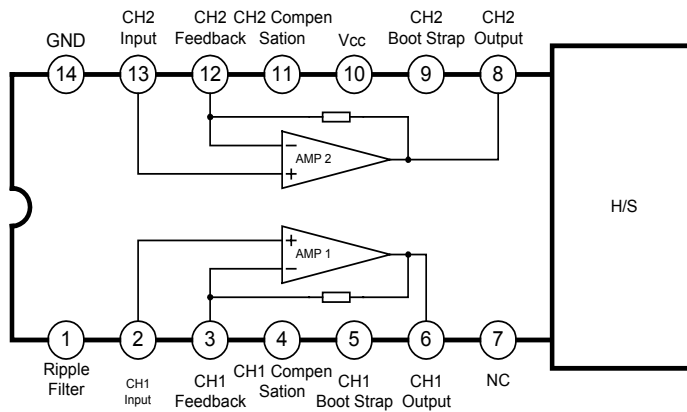 CH2 CH2 CH2 Compen CH2 CH2
GND Input Feedback Sation Vcc Boot Strap Output
14 13 12 11 10 9 8
−
AMP 2
+
H/S
+
AMP 1
−
1 2 3 4 5 6 7
Ripple CH1 CH1 CH1 Compen CH1 CH1 NC
Filter Input Feedback Sation Boot Strap Output